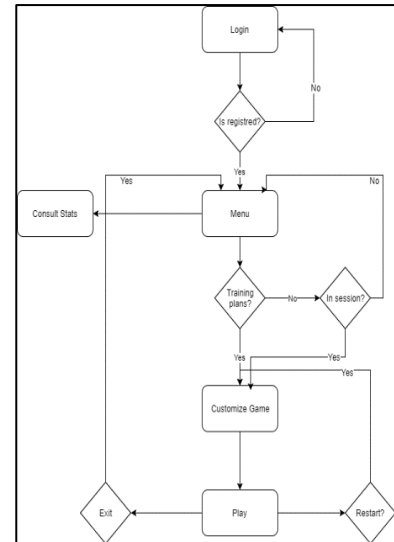 Login
No
Is registred?
Yes
Yes
No
Consult Stats
Menu
Training
plans?
No
In session?
Yes
Yes
Yes
Customize Game
Exit
Play
Restart?